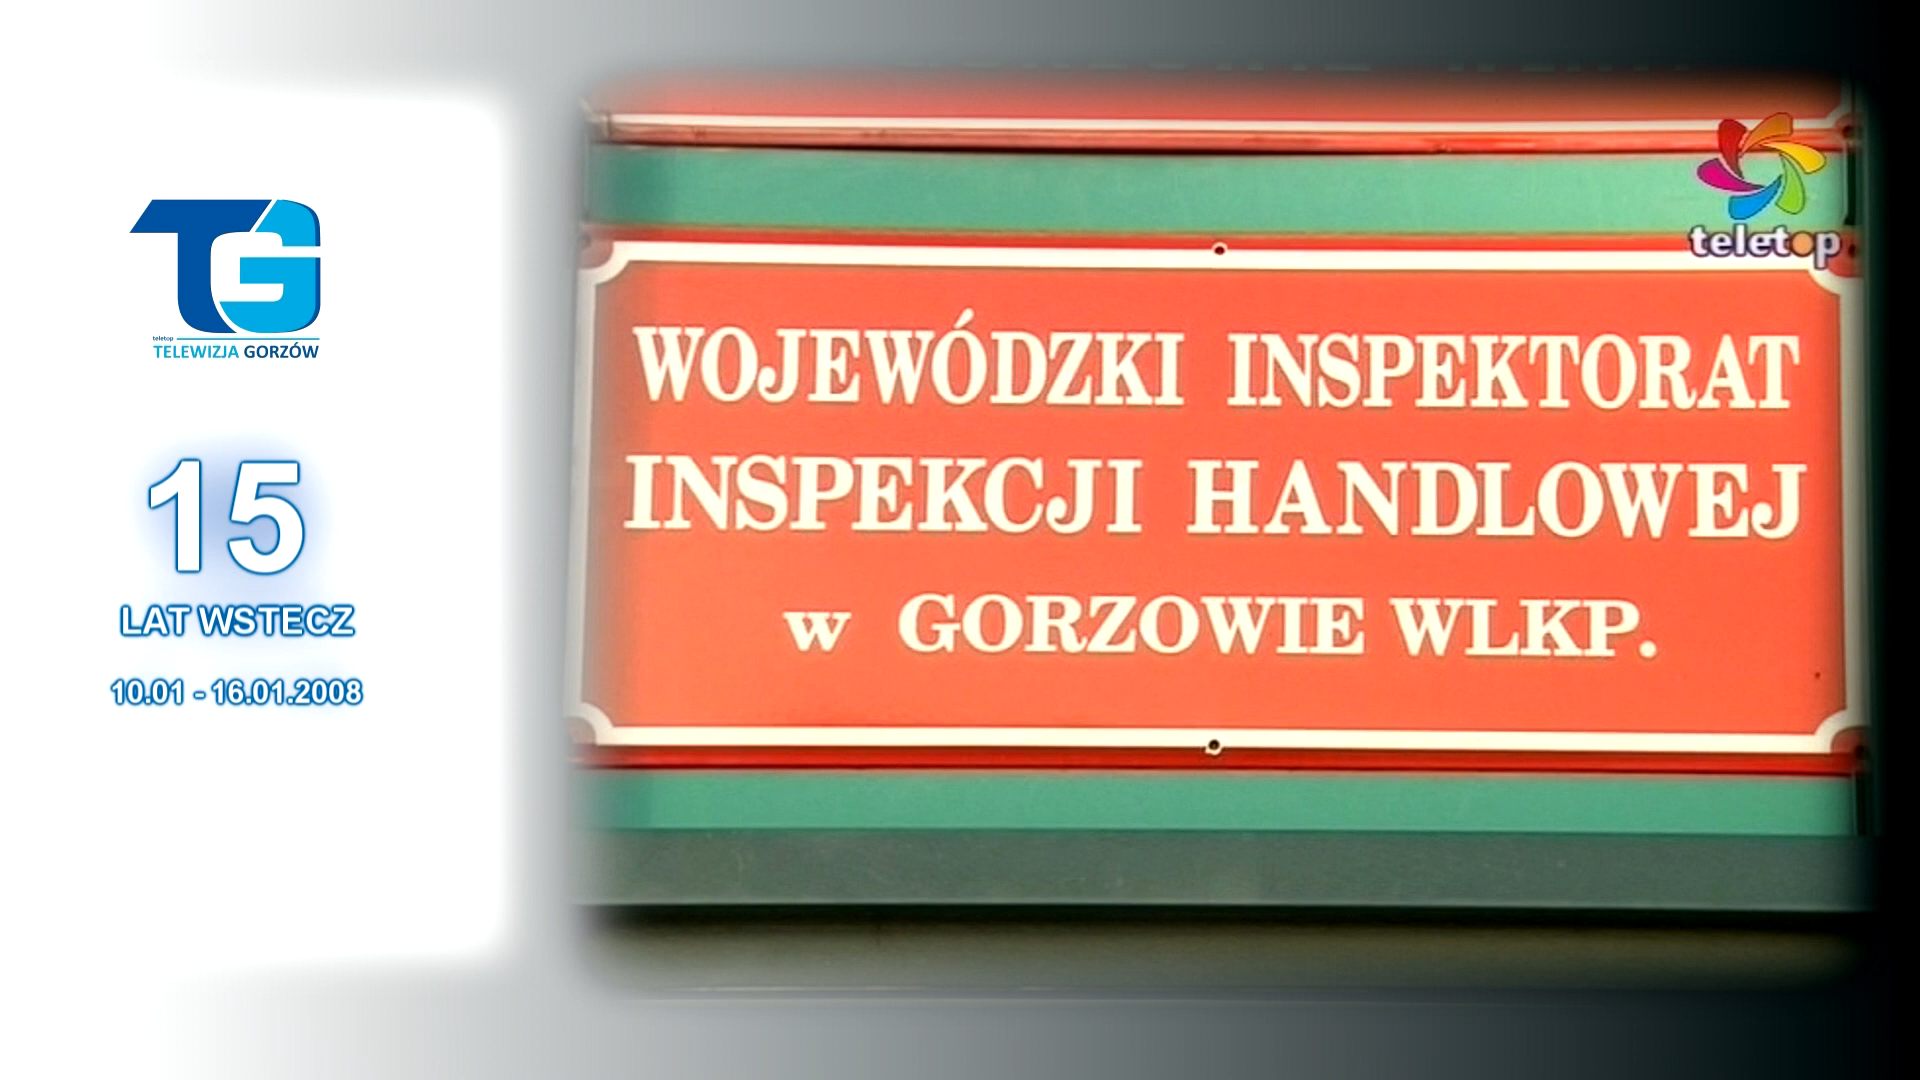 TG
teletop
TELEWIZJA GORZÓW
15
LAT WSTECZ
10.01 - 16.01.2008
teletop
WOJEWÓDZKI INSPEKTORAT
INSPEKCJI HANDLOWEJ
w GORZOWIE WLKP.